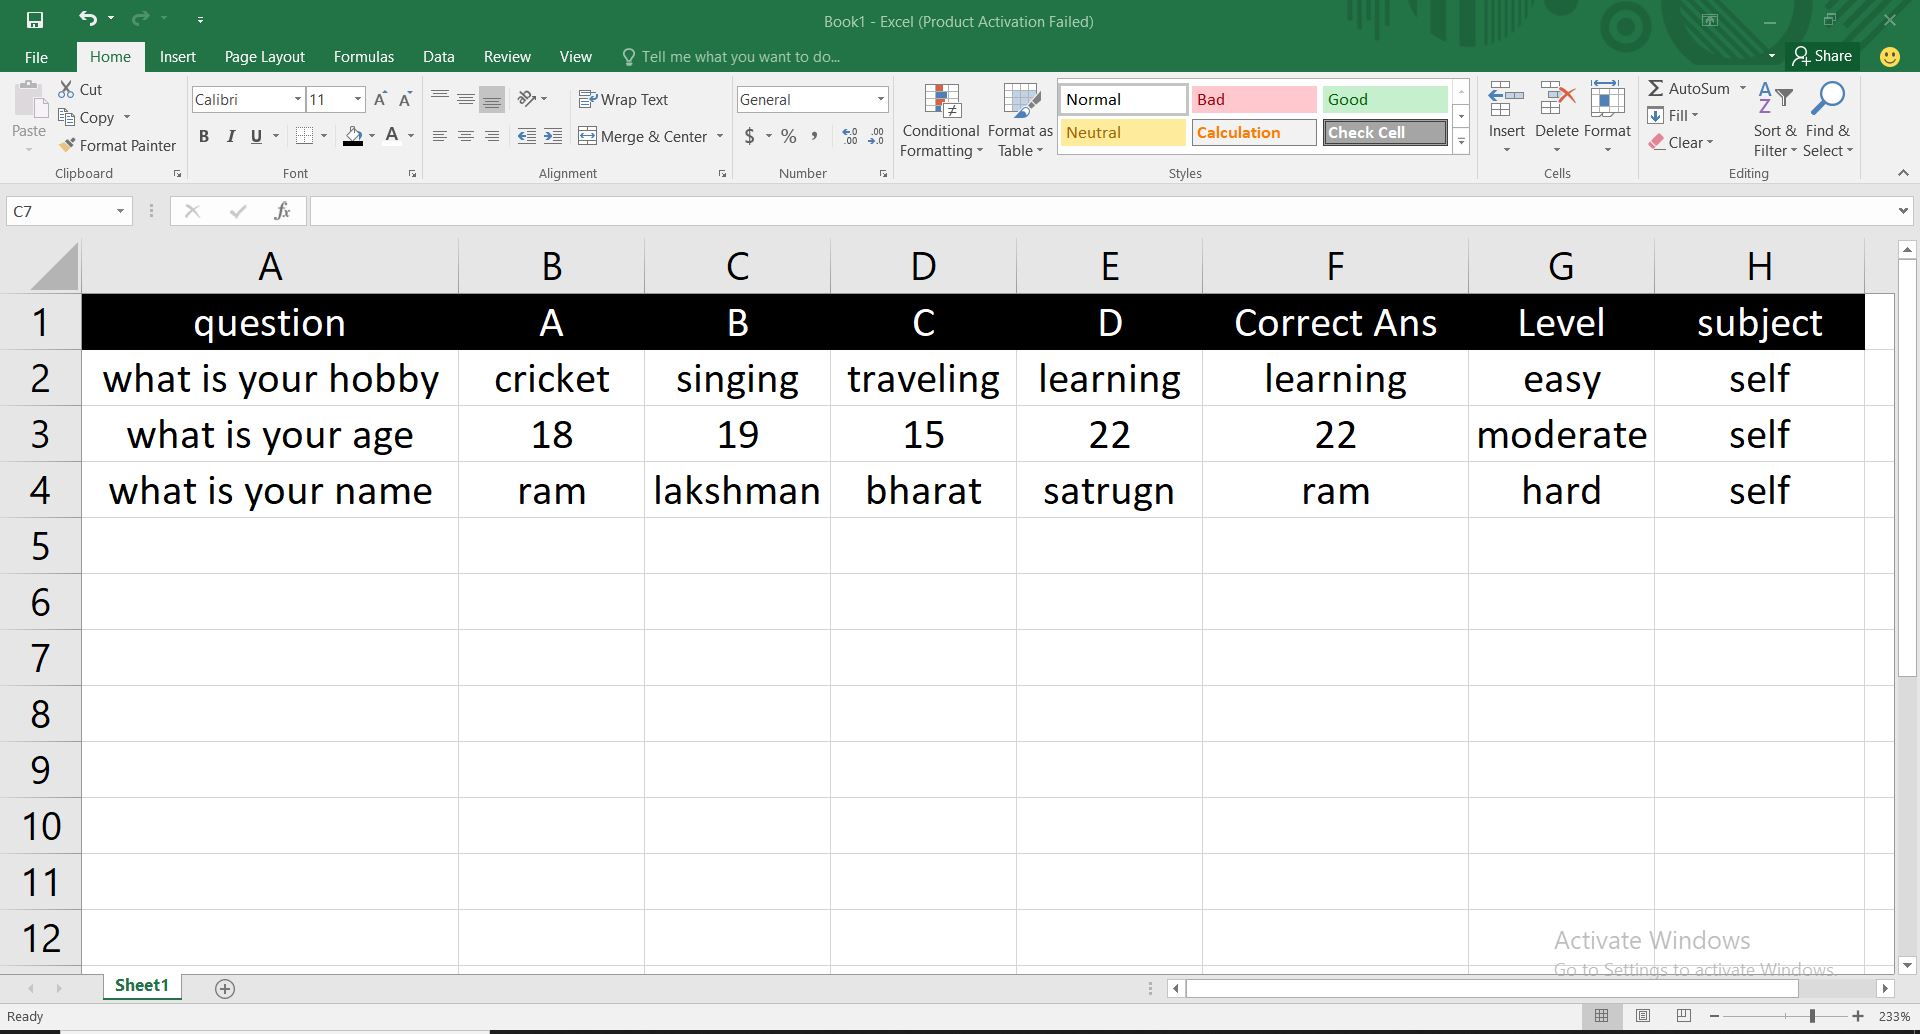 Book1 - Excel (Product Activation Failed)
File Home Insert Page Layout Formulas Data Review View Tell me what you want to do... Share
Paste
Cut
Copy
Format Painter
Clipboard
Calibri 11 A A
B I U A
Font
Wrap Text
Merge & Center
Alignment
General
$ % , .00 .00
Number
Conditional Formatting
Format as Table
Normal Bad Good
Neutral Calculation Check Cell
Styles
Insert Delete Format
Cells
AutoSum
Fill
Clear
Sort & Filter
Find & Select
Editing
C7 fx
A B C D E F G H
1 question A B C D Correct Ans Level subject
2 what is your hobby cricket singing traveling learning learning easy self
3 what is your age 18 19 15 22 22 moderate self
4 what is your name ram lakshman bharat satrugn ram hard self
5
6
7
8
9
10
11
12
Activate Windows
Go to Settings to activate Windows.
Sheet1
Ready 233%